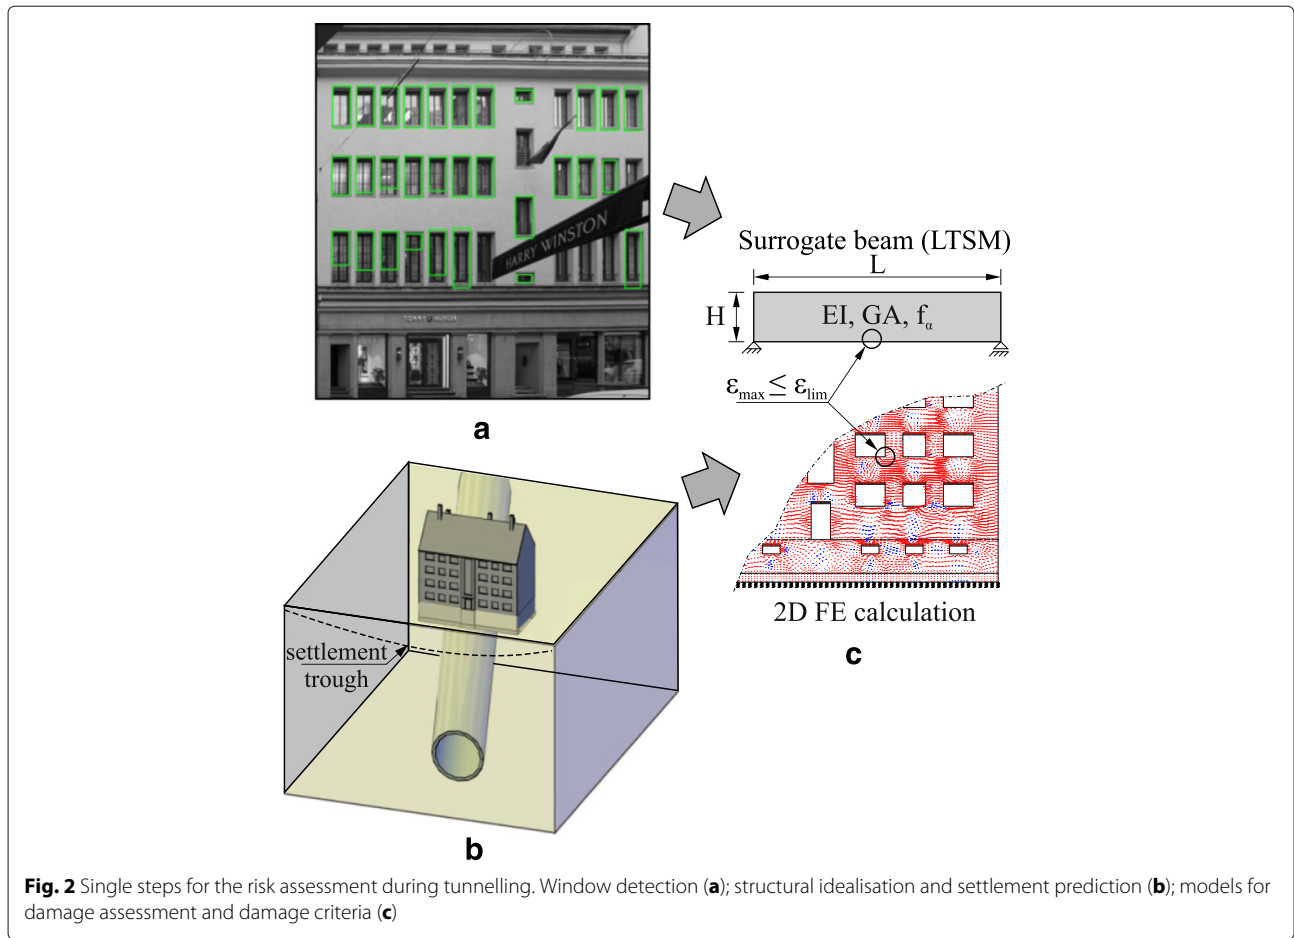 HARRY WINSTON
TOMMY HILFIGER
a
Surrogate beam (LTSM)
L
H
EI, GA, fα
εmax ≤ εlim
2D FE calculation
c
settlement
trough
b
Fig. 2 Single steps for the risk assessment during tunnelling. Window detection (a); structural idealisation and settlement prediction (b); models for
damage assessment and damage criteria (c)